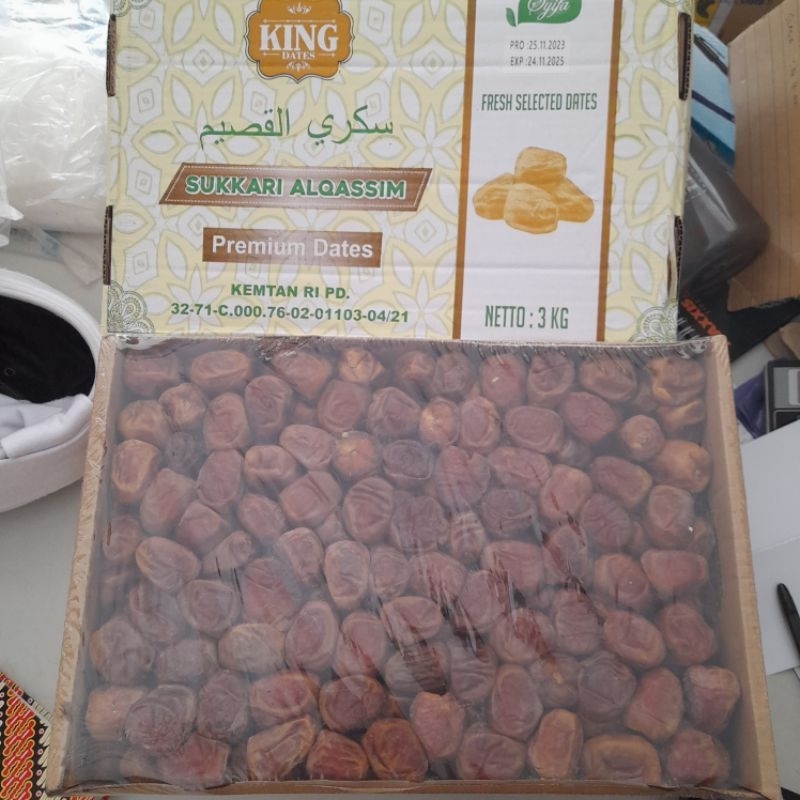 KING
DATES
سكري القصيم
SUKKARI ALQASSIM
Premium Dates
KEMTAN RI PD.
32-71-C.000.76-02-01103-04/21
Syifa
PRO :25.11.2023
EXP :24.11.2025
FRESH SELECTED DATES
NETTO : 3 KG